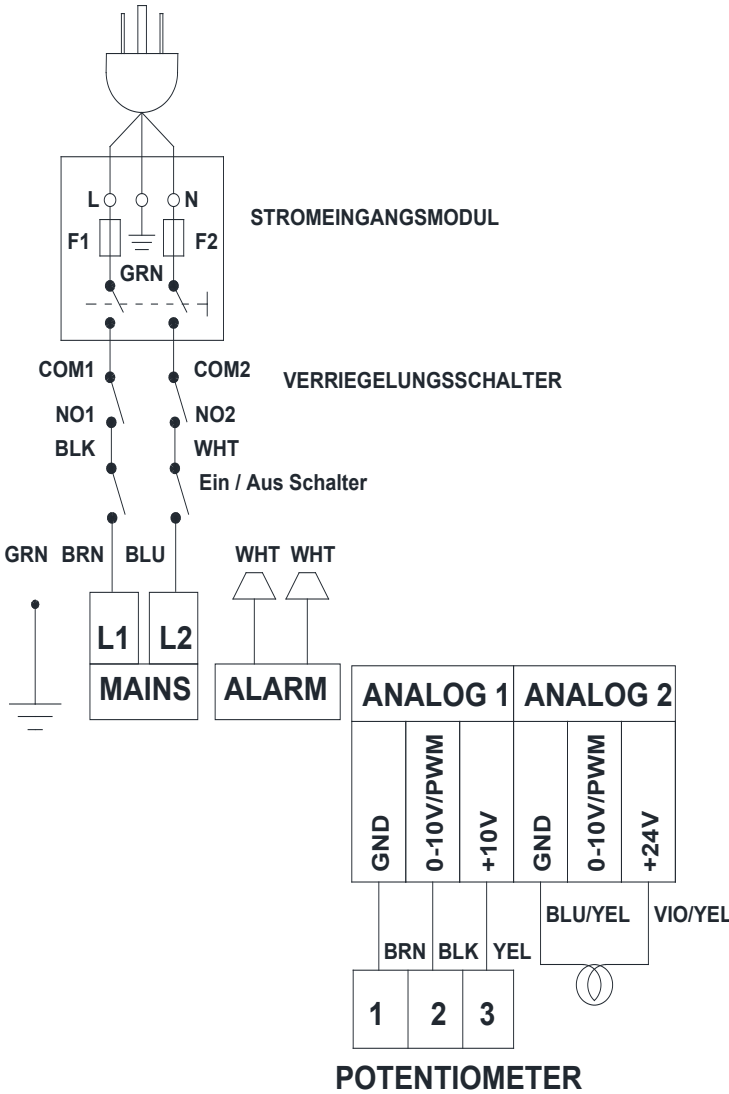 L N
STROMEINGANGSMODUL
F1 F2
GRN
COM1 COM2
VERRIEGELUNGSSCHALTER
NO1 NO2
BLK WHT
Ein / Aus Schalter
GRN BRN BLU WHT WHT
L1 L2
MAINS ALARM
ANALOG 1 ANALOG 2
GND 0-10V/PWM +10V GND 0-10V/PWM +24V
BLU/YEL VIO/YEL
BRN BLK YEL
1 2 3
POTENTIOMETER